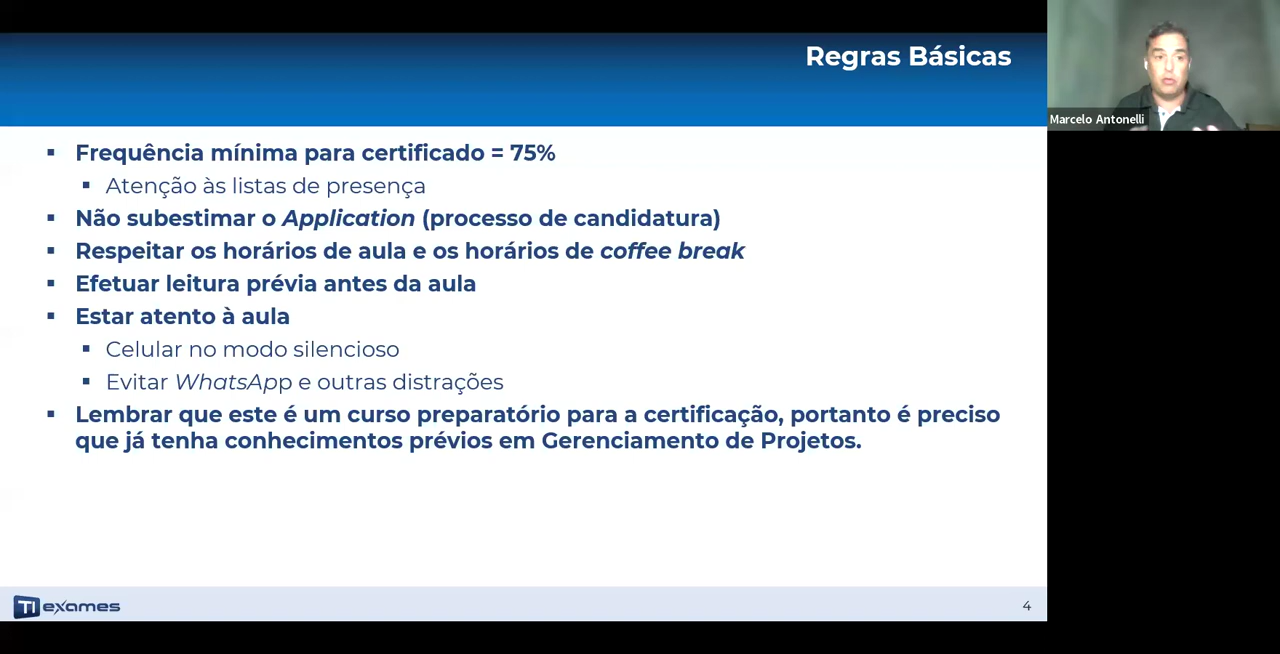 Regras Básicas
Marcelo Antonelli
▪ Frequência mínima para certificado = 75%
▪ Atenção às listas de presença
▪ Não subestimar o Application (processo de candidatura)
▪ Respeitar os horários de aula e os horários de coffee break
▪ Efetuar leitura prévia antes da aula
▪ Estar atento à aula
▪ Celular no modo silencioso
▪ Evitar WhatsApp e outras distrações
▪ Lembrar que este é um curso preparatório para a certificação, portanto é preciso
que já tenha conhecimentos prévios em Gerenciamento de Projetos.
TI exames
4